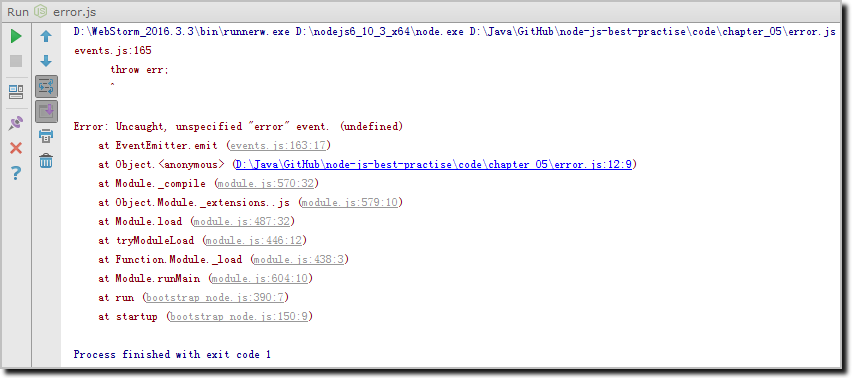 Run error.js
D:\WebStorm_2016.3.3\bin\runnerw.exe D:\nodejs6_10_3_x64\node.exe D:\Java\GitHub\node-js-best-practise\code\chapter_05\error.js
events.js:165
throw err;
^
Error: Uncaught, unspecified "error" event. (undefined)
at EventEmitter.emit (events.js:163:17)
at Object.<anonymous> (D:\Java\GitHub\node-js-best-practise\code\chapter_05\error.js:12:9)
at Module._compile (module.js:570:32)
at Object.Module._extensions..js (module.js:579:10)
at Module.load (module.js:487:32)
at tryModuleLoad (module.js:446:12)
at Function.Module._load (module.js:438:3)
at Module.runMain (module.js:604:10)
at run (bootstrap_node.js:390:7)
at startup (bootstrap_node.js:150:9)
Process finished with exit code 1